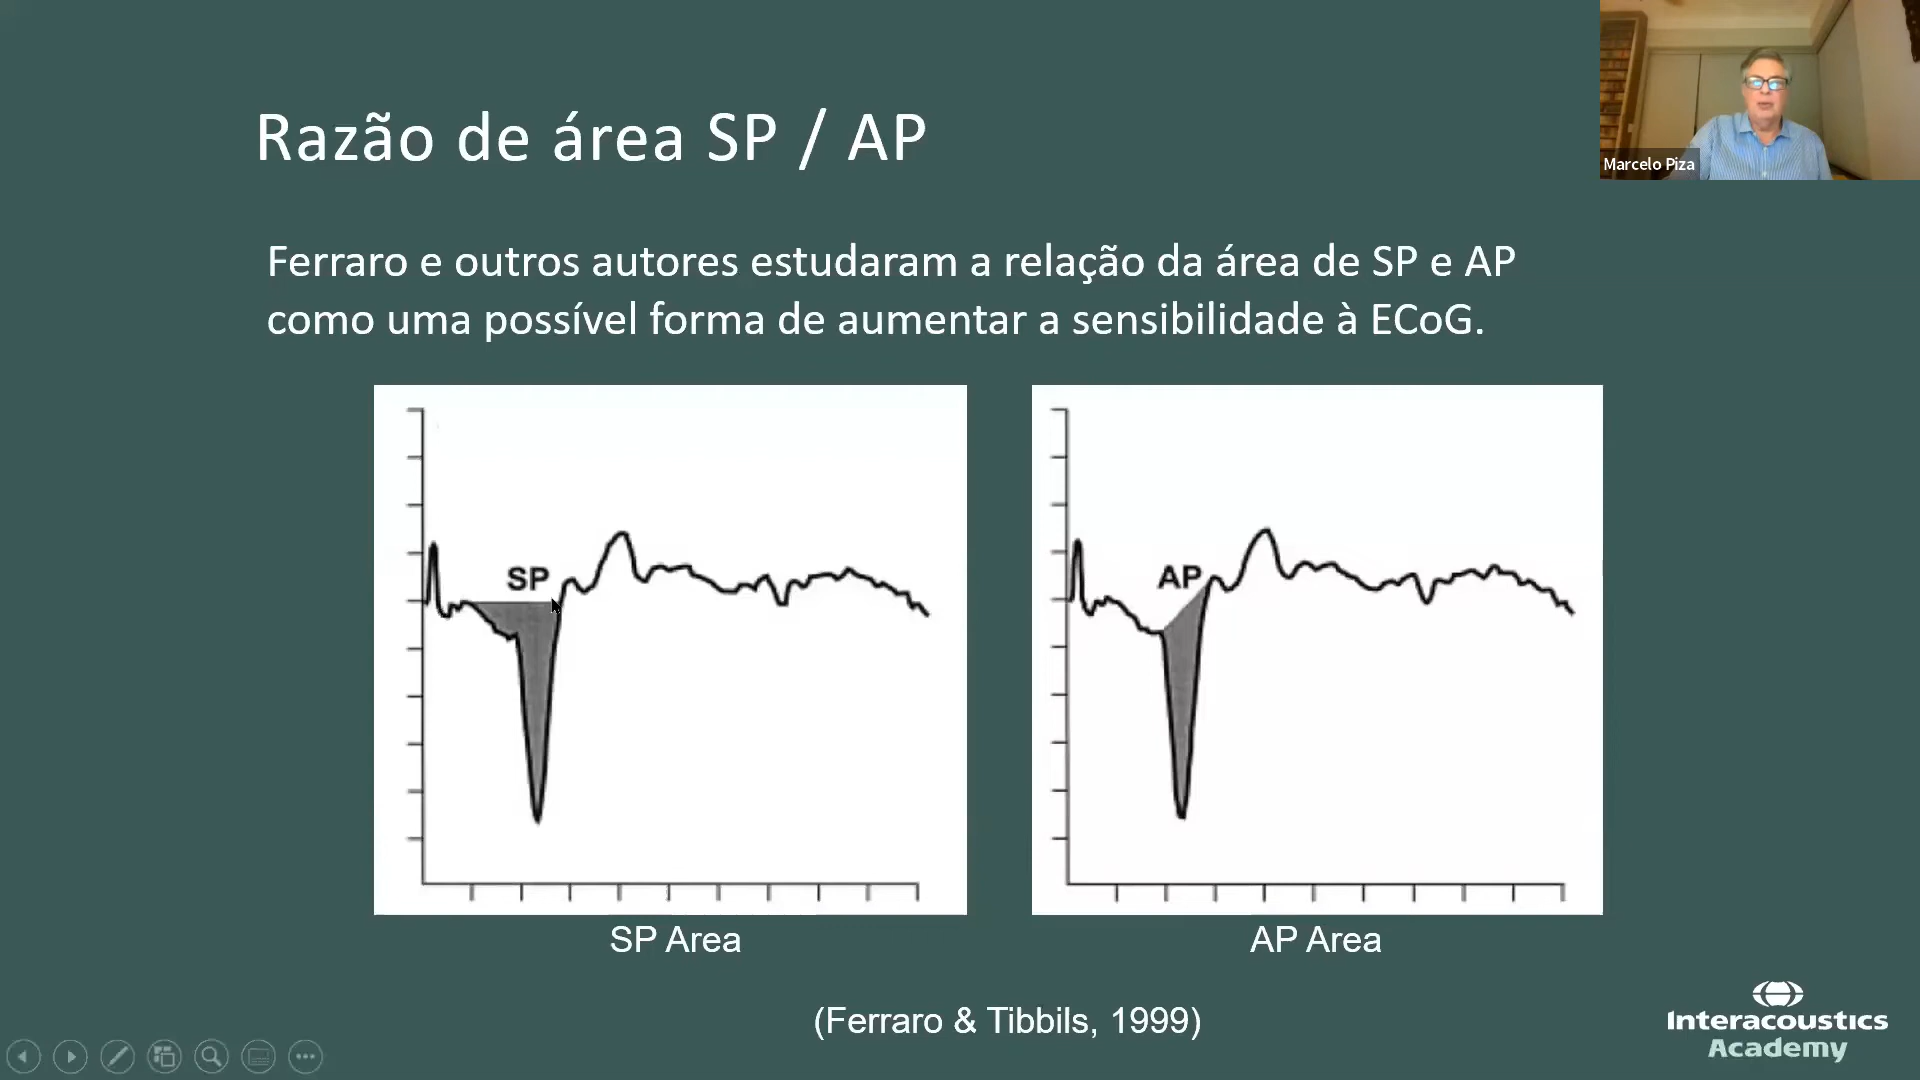 Razão de área SP / AP
Marcelo Piza
Ferraro e outros autores estudaram a relação da área de SP e AP
como uma possível forma de aumentar a sensibilidade à ECoG.
SP
AP
SP Area
AP Area
(Ferraro & Tibbils, 1999)
Interacoustics
Academy